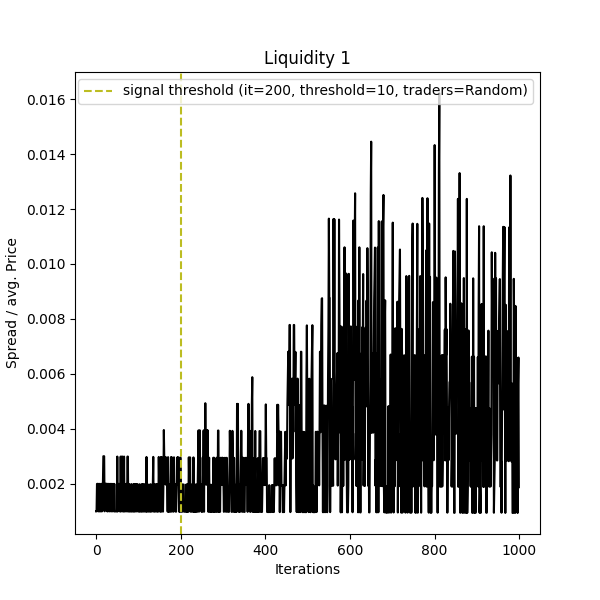 Liquidity 1
signal threshold (it=200, threshold=10, traders=Random)
0.016
0.014
0.012
0.010
0.008
0.006
0.004
0.002
Spread / avg. Price
0 200 400 600 800 1000
Iterations